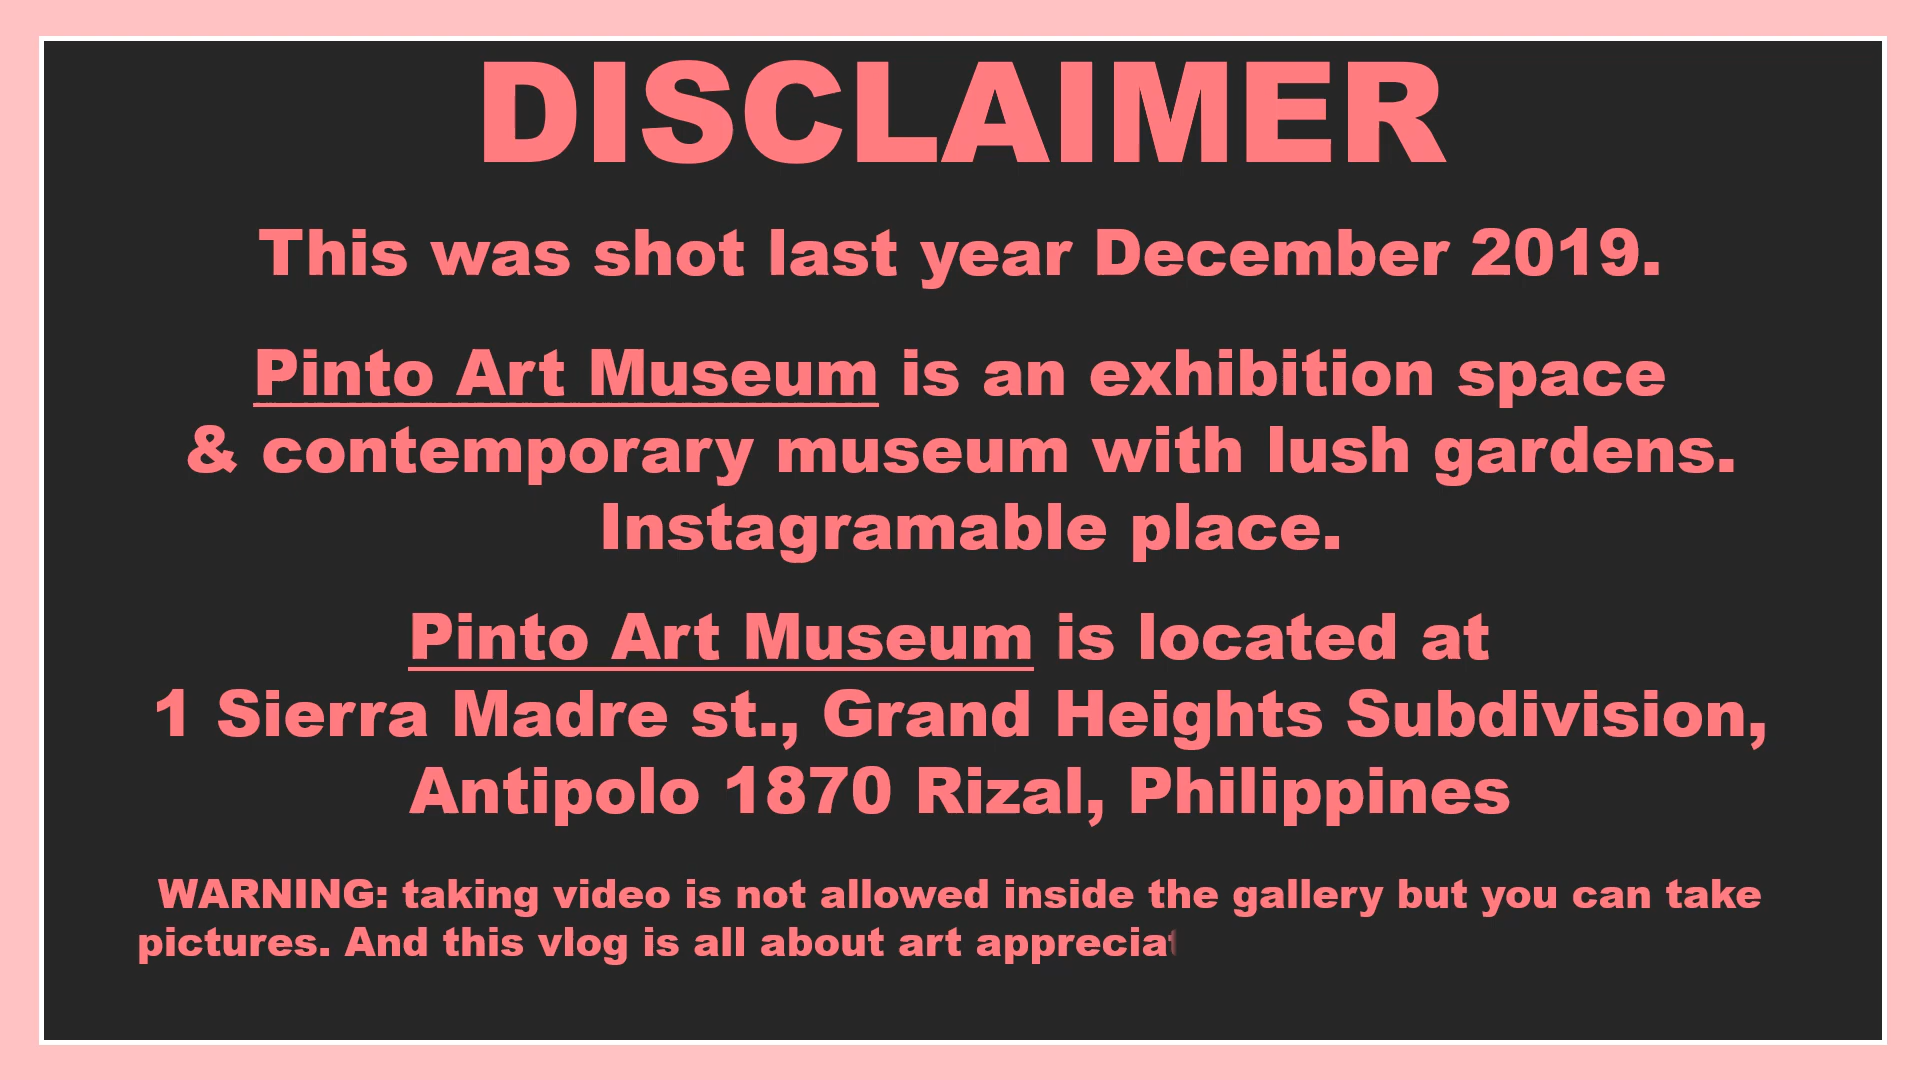 DISCLAIMER
This was shot last year December 2019.
Pinto Art Museum is an exhibition space
& contemporary museum with lush gardens.
Instagramable place.
Pinto Art Museum is located at
1 Sierra Madre st., Grand Heights Subdivision,
Antipolo 1870 Rizal, Philippines
WARNING: taking video is not allowed inside the gallery but you can take
pictures. And this vlog is all about art